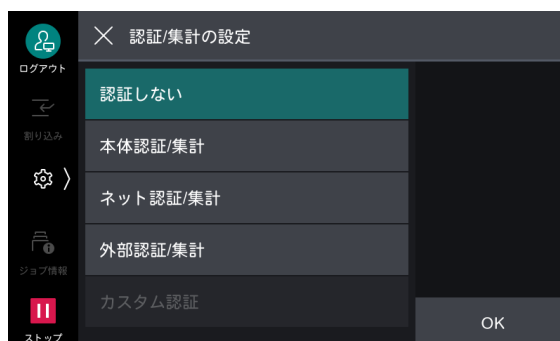 認証/集計の設定
ログアウト
割り込み
ジョブ情報
ストップ
認証しない
本体認証/集計
ネット認証/集計
外部認証/集計
カスタム認証
OK